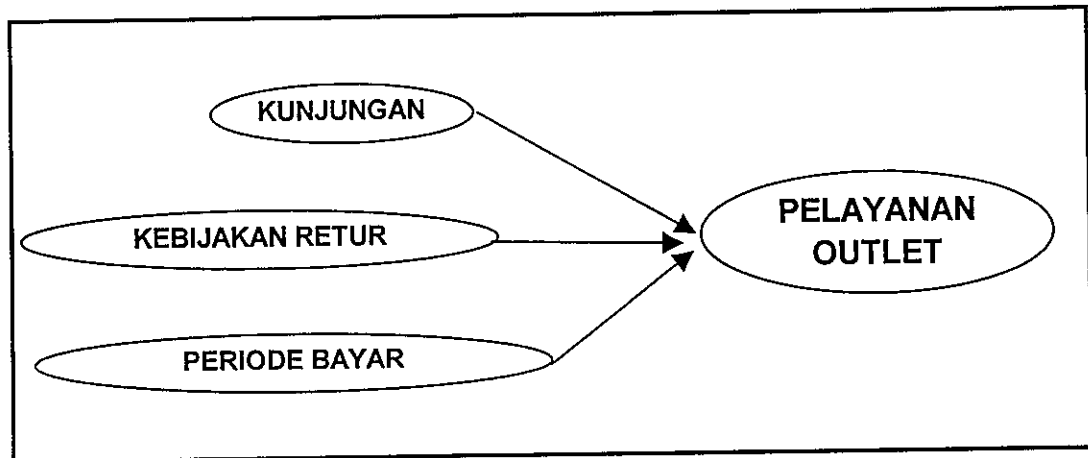 KUNJUNGAN
KEBIJAKAN RETUR
PERIODE BAYAR
PELAYANAN
OUTLET